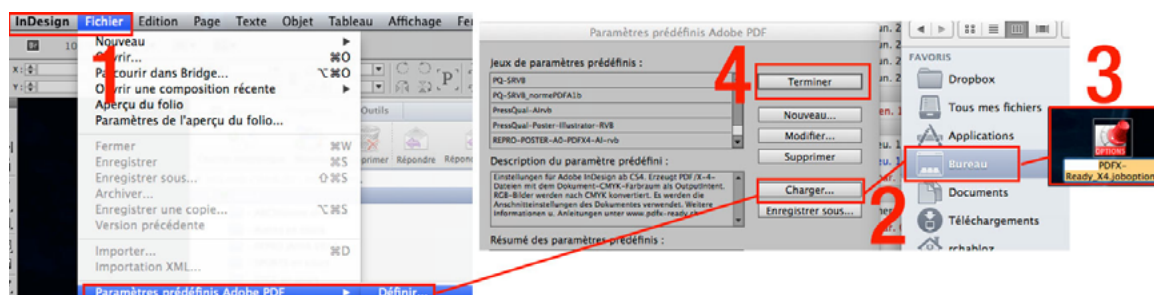 InDesign Fichier Edition Page Texte Objet Tableau Affichage
1
Nouveau
Ouvrir... ⌘O
Parcourir dans Bridge... ⌥⌘O
Ouvrir une composition récente
Aperçu du folio
Paramètres de l'aperçu du folio...
Fermer ⌘W
Enregistrer ⌘S
Enregistrer sous... ⇧⌘S
Archiver...
Enregistrer une copie... ⌥⌘S
Version précédente
Importer... ⌘D
Importation XML...
Paramètres prédéfinis Adobe PDF
Définir
X:
Y:
Outils
Répondre
Paramètres prédéfinis Adobe PDF
Jeux de paramètres prédéfinis :
PQ-SRVB
PQ-SRVB_normePDFA1b
PressQual-AIrvb
PressQual-Poster-Illustrator-RVB
REPRO-POSTER-A0-PDFX4-AI-rvb
Description du paramètre prédéfini :
Einstellungen für Adobe InDesign ab CS4. Erzeugt PDF/X-4-
Dateien mit dem Dokument-CMYK-Farbraum als OutputIntent.
RGB-Bilder werden nach CMYK konvertiert. Es werden die
Anschnitteinstellungen des Dokumentes verwendet. Weitere
Informationen u. Anleitungen unter www.pdfx-ready.ch
Résumé des paramètres prédéfinis :
4
Terminer
Nouveau...
Modifier...
Supprimer
Charger...
Enregistrer sous...
2
FAVORIS
Dropbox
Tous mes fichiers
Applications
Bureau
Documents
Téléchargements
rchabloz
3
OPTIONS
PDFX-
Ready_X4.joboption